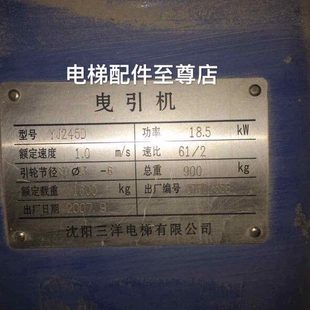 电梯配件至尊店
曳引机
型号 YJ245D 功率 18.5 kW
额定速度 1.0 m/s 速比 61/2
引轮节径 总重 900 kg
额定载重 kg 出厂编号
出厂日期 2007.
沈阳三洋电梯有限公司